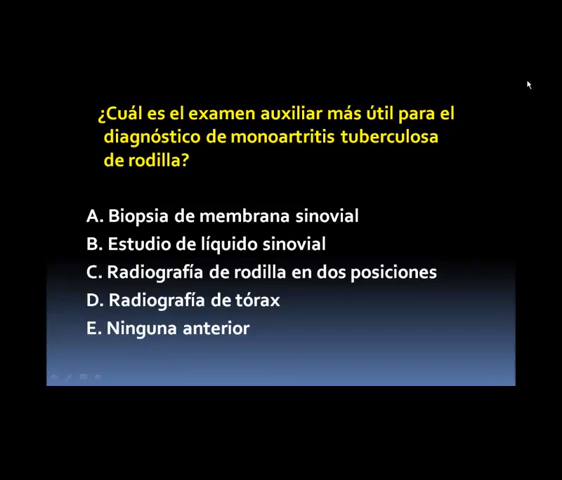 ¿Cuál es el examen auxiliar más útil para el
diagnóstico de monoartritis tuberculosa
de rodilla?
A. Biopsia de membrana sinovial
B. Estudio de líquido sinovial
C. Radiografía de rodilla en dos posiciones
D. Radiografía de tórax
E. Ninguna anterior